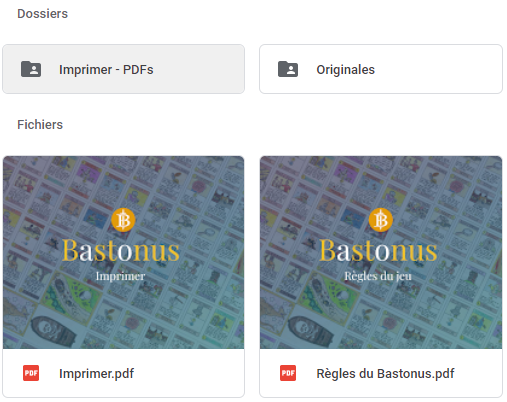 Dossiers
Imprimer - PDFs
Originales
Fichiers
Bastonus
Imprimer
Bastonus
Règles du jeu
PDF
Imprimer.pdf
PDF
Règles du Bastonus.pdf